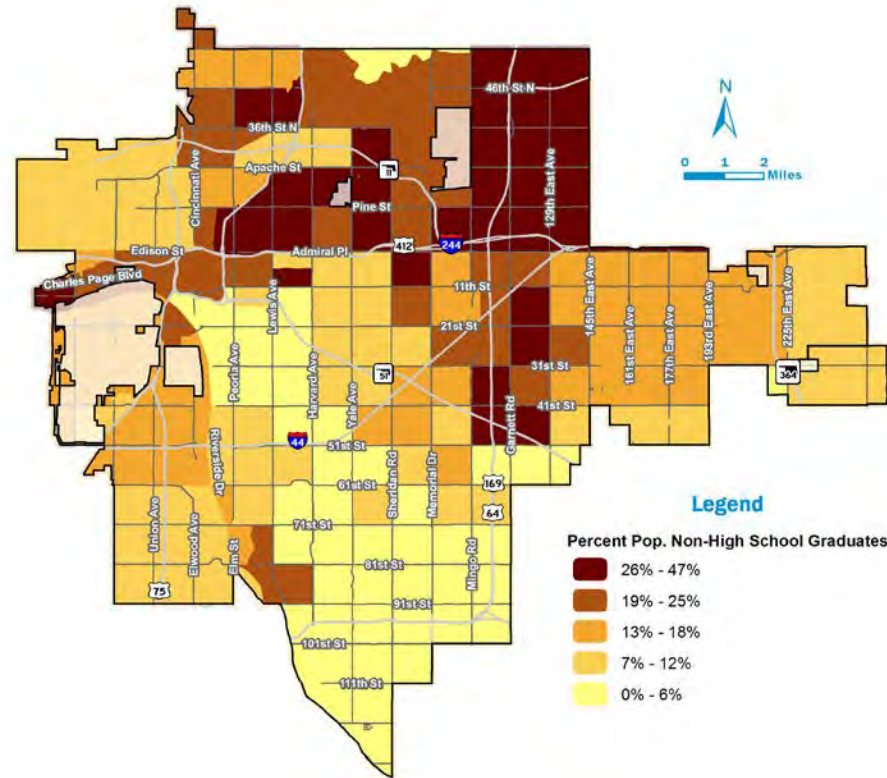 46th St N
36th St N
Apache St
11
Cincinnati Ave
Pine St
129th East Ave
Edison St
Admiral Pl
412
244
Charles Page Blvd
11th St
Lewis Ave
21st St
145th East Ave
161st East Ave
177th East Ave
193rd East Ave
225th East Ave
Peoria Ave
Harvard Ave
51
31st St
364
Yale Ave
41st St
Garnett Rd
44
51st St
Riverside Dr
Sheridan Rd
Memorial Dr
61st St
169
64
71st St
Union Ave
Elwood Ave
Elm St
Mingo Rd
81st St
75
91st St
101st St
111th St
N
0 1 2
Miles
Legend
Percent Pop. Non-High School Graduates
26% - 47%
19% - 25%
13% - 18%
7% - 12%
0% - 6%